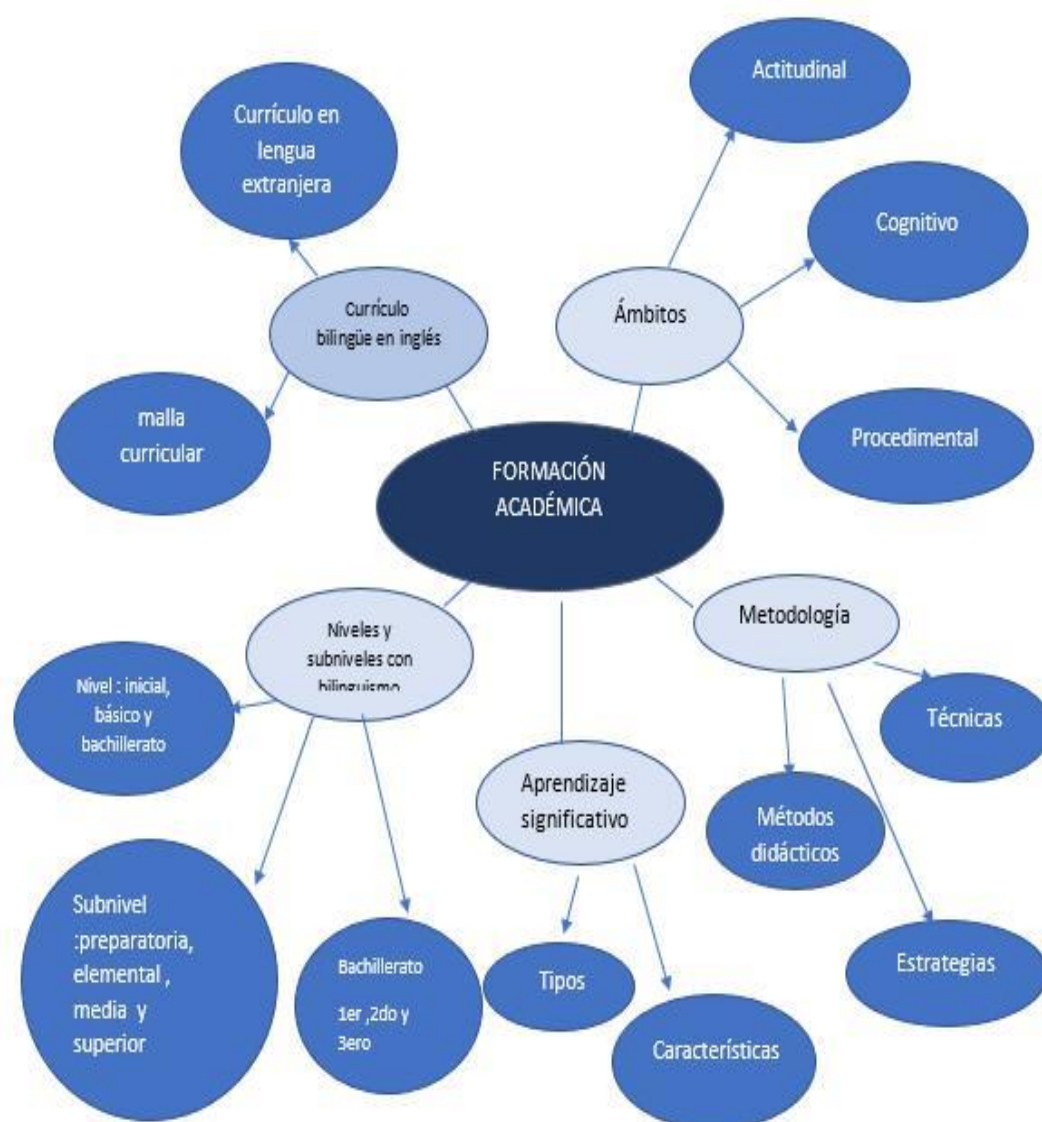 Actitudinal
Currículo en
lengua
extranjera
Cognitivo
Currículo
bilingüe en inglés
Ámbitos
malla
curricular
Procedimental
FORMACIÓN
ACADÉMICA
Niveles y
subniveles con
bilinguismo
Metodología
Nivel : inicial,
básico y
bachillerato
Técnicas
Aprendizaje
significativo
Métodos
didácticos
Subnivel
:preparatoria,
elemental ,
media y
superior
Bachillerato
1er ,2do y
3ero
Tipos
Estrategias
Característícas